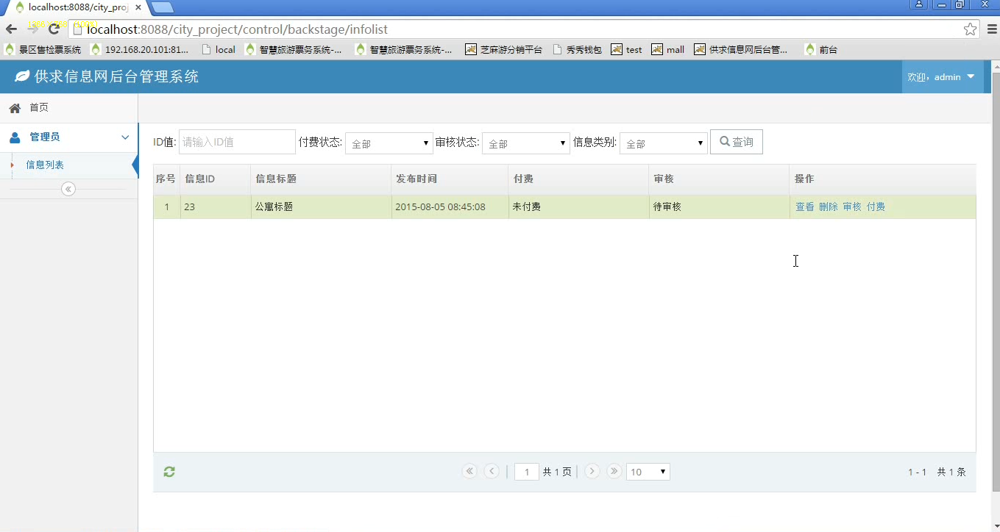 localhost:8088/city_proj
localhost:8088/city_project/control/backstage/infolist
景区售检票系统 192.168.20.101:81... local 智慧旅游票务系统-... 智慧旅游票务系统-... 芝麻游分销平台 秀秀钱包 test mall 供求信息网后台管... 前台
供求信息网后台管理系统 欢迎，admin
首页
管理员
信息列表
ID值: 请输入ID值 付费状态: 全部 审核状态: 全部 信息类别: 全部 查询
序号 信息ID 信息标题 发布时间 付费 审核 操作
1 23 公寓标题 2015-08-05 08:45:08 未付费 待审核 查看 删除 审核 付费
1 共 1 页 10 1 - 1 共 1 条